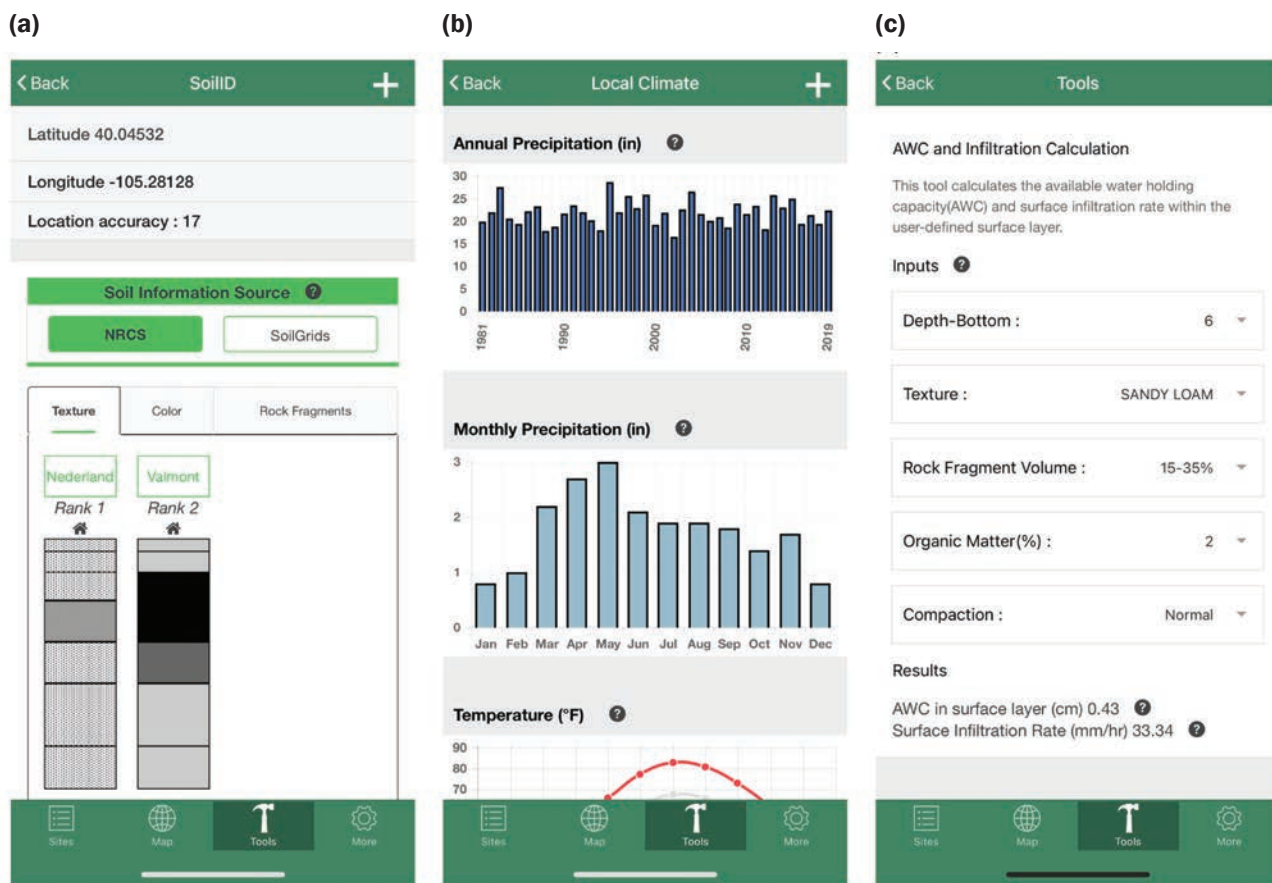 (a)
Back SoilID +
Latitude 40.04532
Longitude -105.28128
Location accuracy : 17
Soil Information Source ?
NRCS SoilGrids
Texture Color Rock Fragments
Nederland Valmont
Rank 1 Rank 2
Sites Map Tools More
(b)
Back Local Climate +
Annual Precipitation (in) ?
30
25
20
15
10
5
0
1981 1990 2000 2010 2019
Monthly Precipitation (in) ?
3
2
1
0
Jan Feb Mar Apr May Jun Jul Aug Sep Oct Nov Dec
Temperature (°F) ?
90
80
70
Sites Map Tools More
(c)
Back Tools
AWC and Infiltration Calculation
This tool calculates the available water holding
capacity(AWC) and surface infiltration rate within the
user-defined surface layer.
Inputs ?
Depth-Bottom : 6
Texture : SANDY LOAM
Rock Fragment Volume : 15-35%
Organic Matter(%) : 2
Compaction : Normal
Results
AWC in surface layer (cm) 0.43 ?
Surface Infiltration Rate (mm/hr) 33.34 ?
Sites Map Tools More